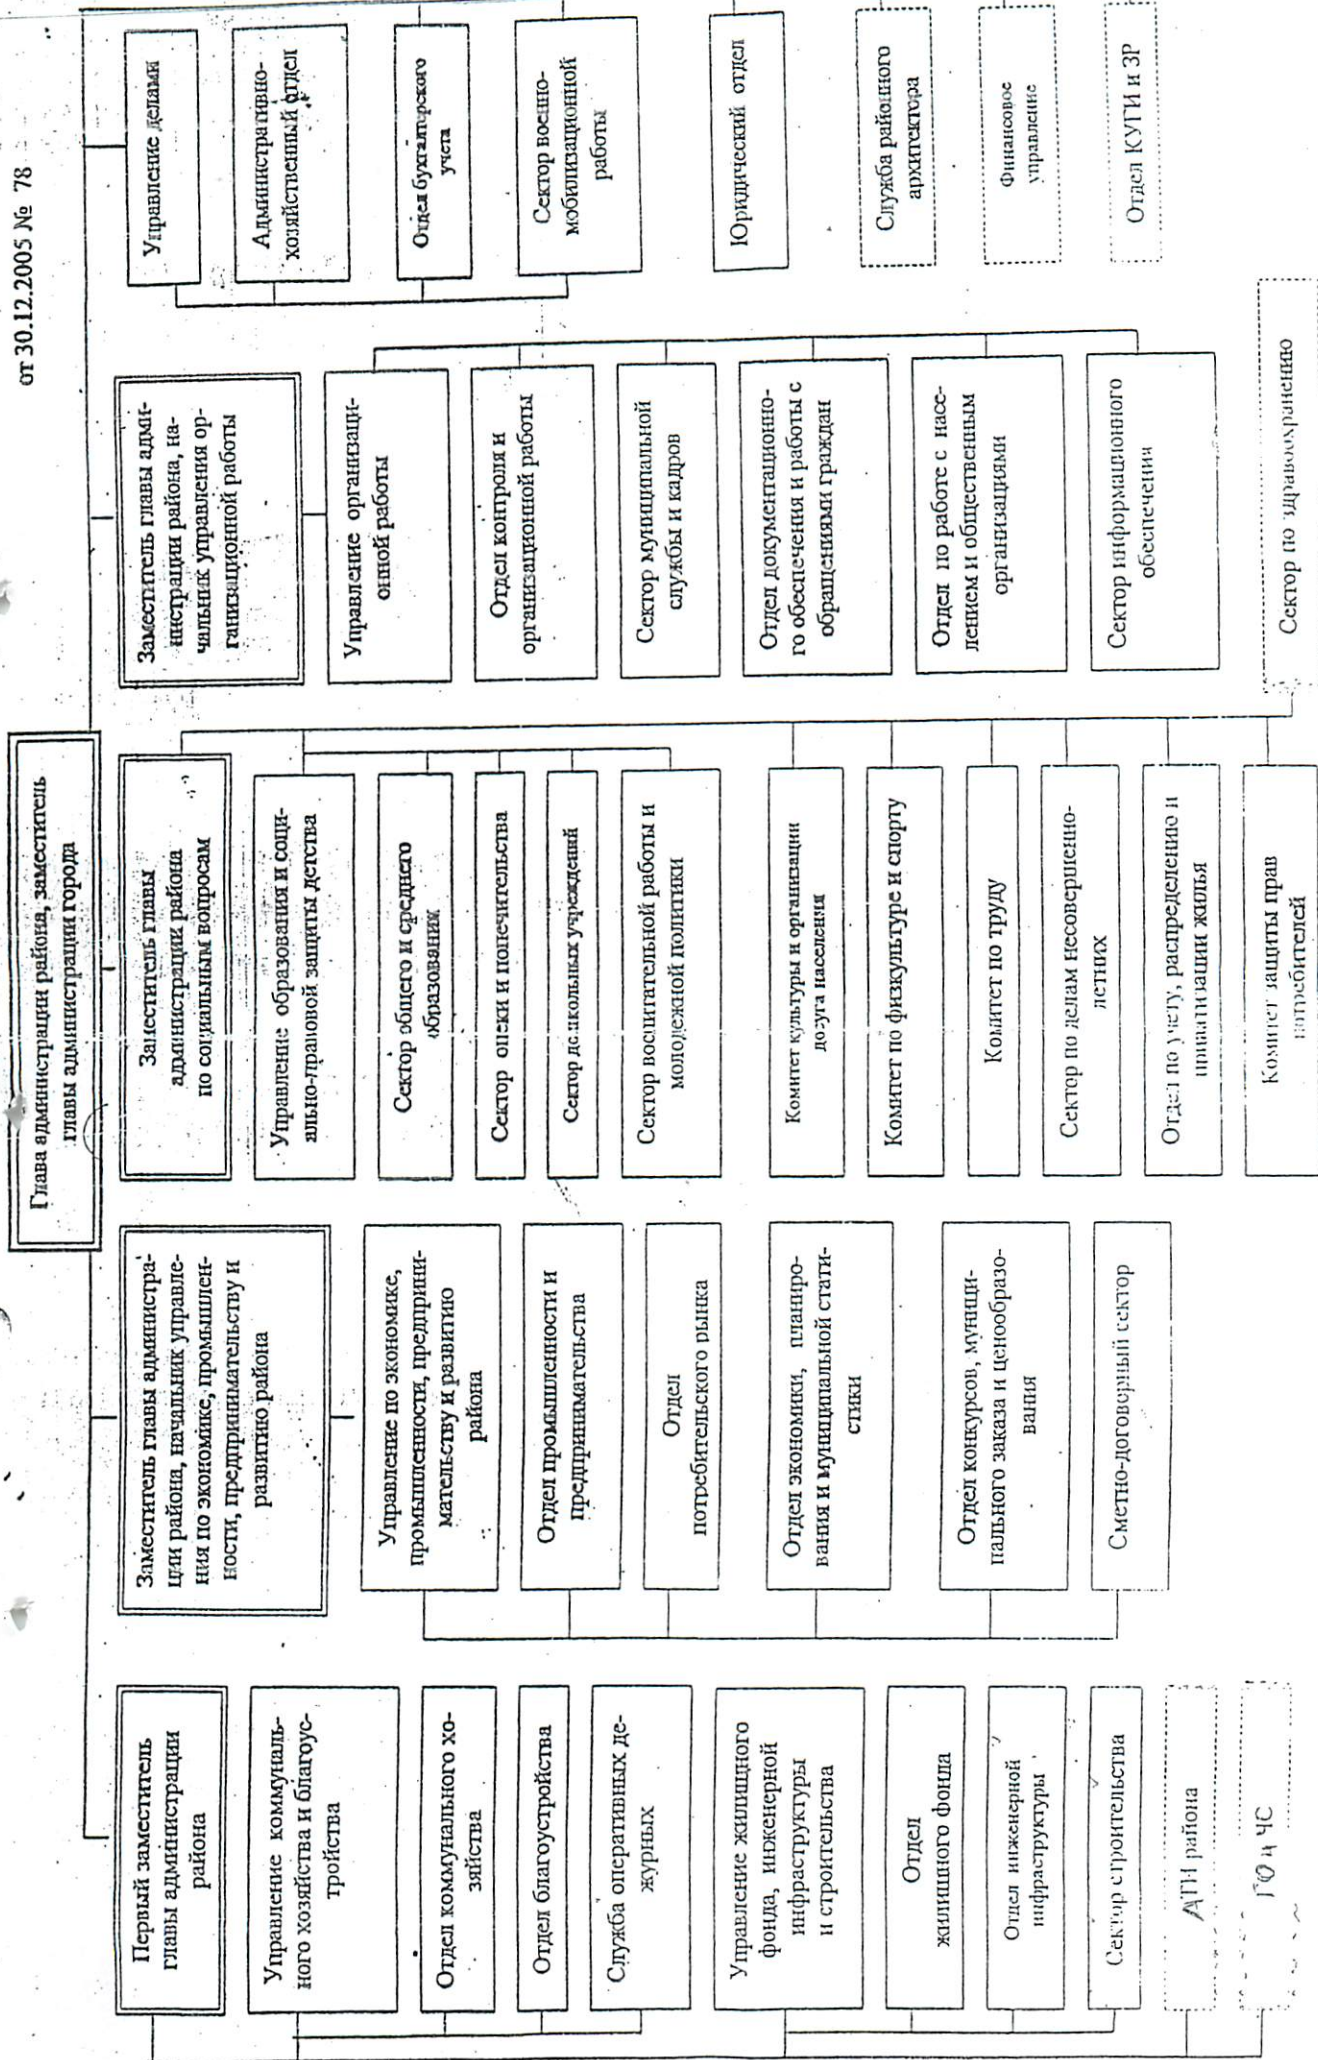 от 30.12.2005 № 78
Глава администрации района, заместитель
главы администрации города
Первый заместитель
главы администрации
района
Управление коммуналь-
ного хозяйства и благоус-
тройства
Отдел коммунального хо-
зяйства
Отдел благоустройства
Служба оперативных де-
журных
Управление жилищного
фонда, инженерной
инфраструктуры
и строительства
Отдел
жилищного фонда
Отдел инженерной
инфраструктуры
Сектор строительства
АТИ района
ГО и ЧС
Заместитель главы администра-
ции района, начальник управле-
ния по экономике, промышлен-
ности, предпринимательству и
развитию района
Управление по экономике,
промышленности, предприни-
мательству и развитию
района
Отдел промышленности и
предпринимательства
Отдел
потребительского рынка
Отдел экономики, планиро-
вания и муниципальной стати-
стики
Отдел конкурсов, муници-
пального заказа и ценообразо-
вания
Сметно-договорный сектор
Заместитель главы
администрации района
по социальным вопросам
Управление образования и соци-
ально-правовой защиты детства
Сектор общего и среднего
образования
Сектор опеки и попечительства
Сектор дошкольных учреждений
Сектор воспитательной работы и
молодежной политики
Комитет культуры и организации
досуга населения
Комитет по физкультуре и спорту
Комитет по труду
Сектор по делам несовершенно-
летних
Отдел по учету, распределению и
приватизации жилья
Комитет защиты прав
потребителей
Сектор по здравоохранению
Заместитель главы адми-
нистрации района, на-
чальник управления ор-
ганизационной работы
Управление организаци-
онной работы
Отдел контроля и
организационной работы
Сектор муниципальной
службы и кадров
Отдел документационно-
го обеспечения и работы с
обращениями граждан
Отдел по работе с насе-
лением и общественным
организациями
Сектор информационного
обеспечения
Управление делами
Административно-
хозяйственный отдел
Отдел бухгалтерского
учета
Сектор военно-
мобилизационной
работы
Юридический отдел
Служба районного
архитектора
Финансовое
управление
Отдел КУГИ и ЗР